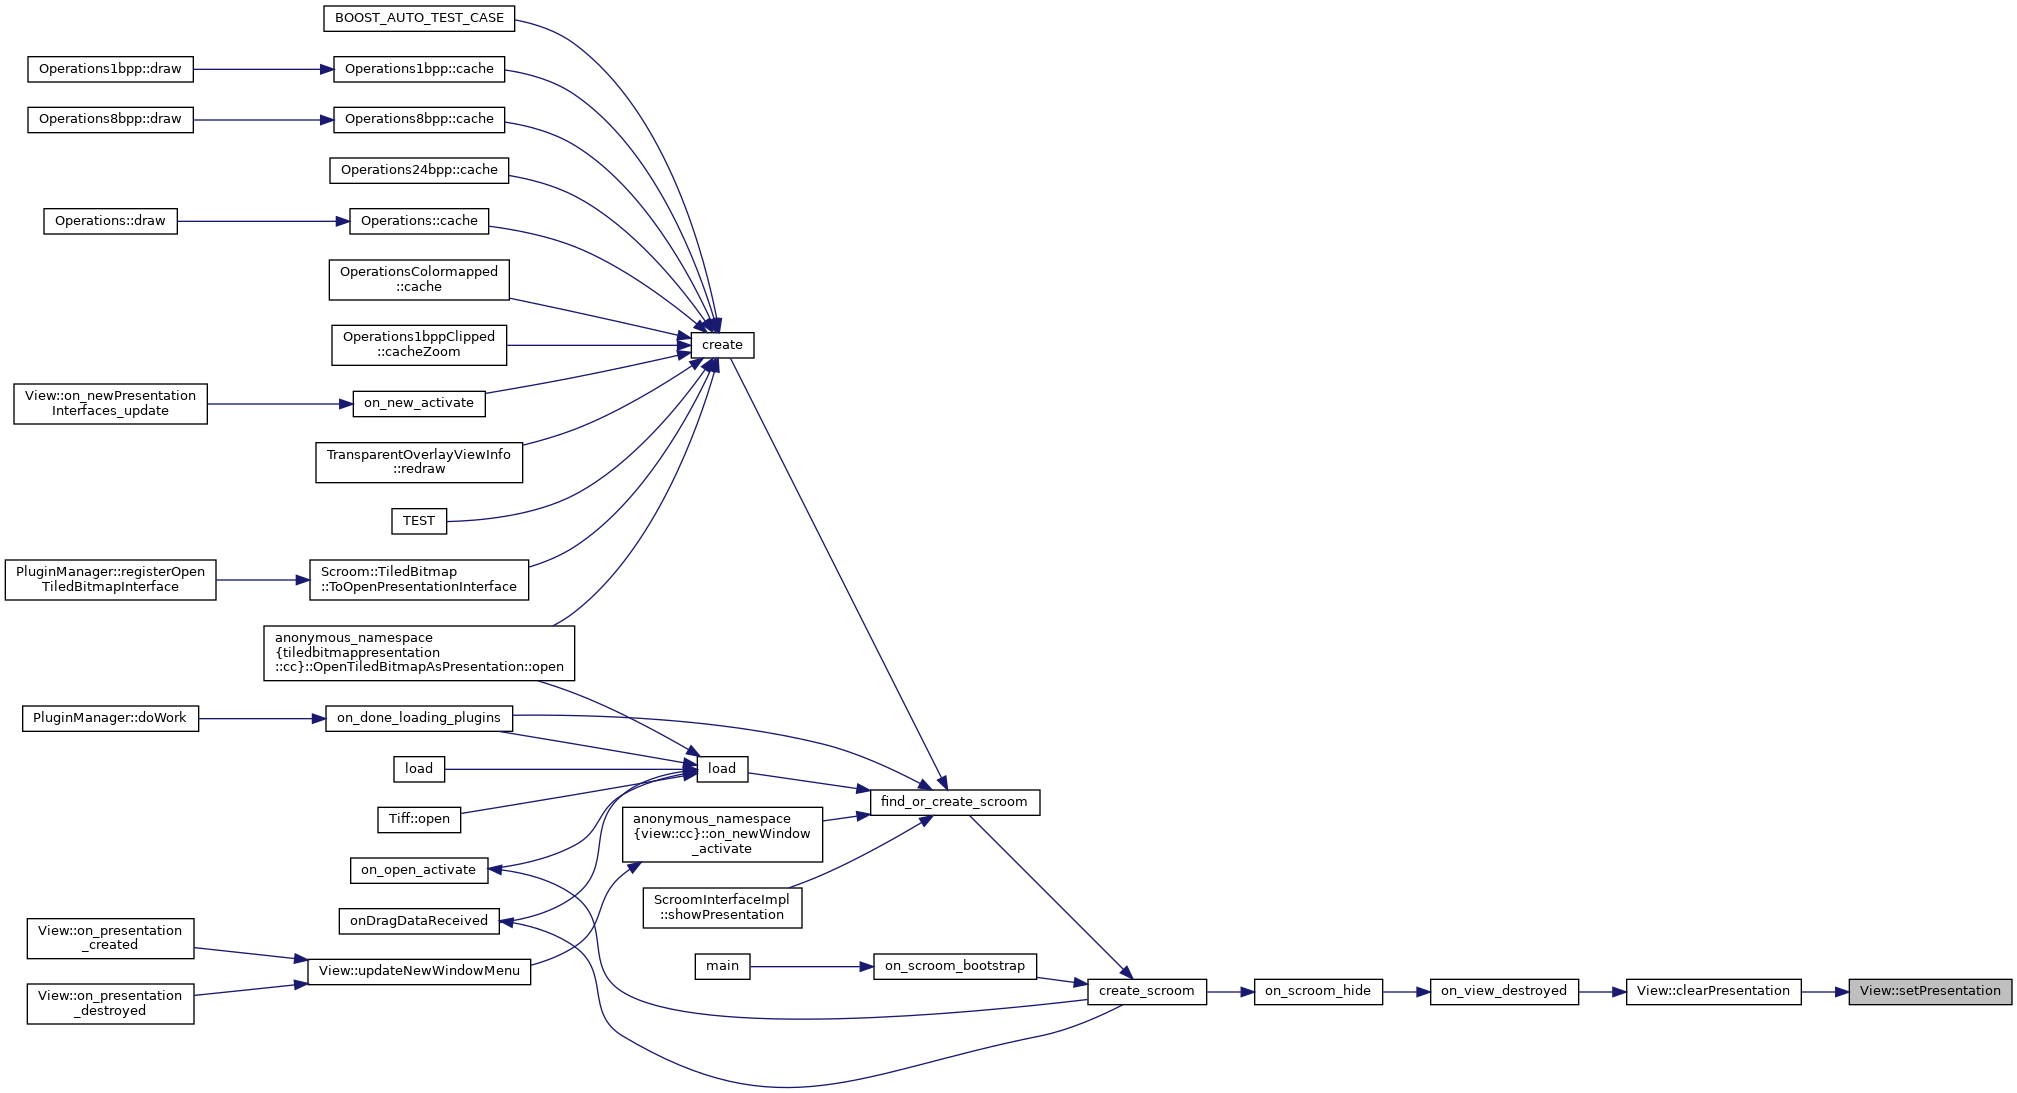 BOOST_AUTO_TEST_CASE
Operations1bpp::draw
Operations1bpp::cache
Operations8bpp::draw
Operations8bpp::cache
Operations24bpp::cache
Operations::draw
Operations::cache
OperationsColormapped
::cache
Operations1bppClipped
::cacheZoom
create
View::on_newPresentation
Interfaces_update
on_new_activate
TransparentOverlayViewInfo
::redraw
TEST
PluginManager::registerOpen
TiledBitmapInterface
Scroom::TiledBitmap
::ToOpenPresentationInterface
anonymous_namespace
{tiledbitmappresentation
::cc}::OpenTiledBitmapAsPresentation::open
PluginManager::doWork
on_done_loading_plugins
load
load
find_or_create_scroom
Tiff::open
anonymous_namespace
{view::cc}::on_newWindow
_activate
on_open_activate
ScroomInterfaceImpl
::showPresentation
onDragDataReceived
View::on_presentation
_created
View::updateNewWindowMenu
View::on_presentation
_destroyed
main
on_scroom_bootstrap
create_scroom
on_scroom_hide
on_view_destroyed
View::clearPresentation
View::setPresentation